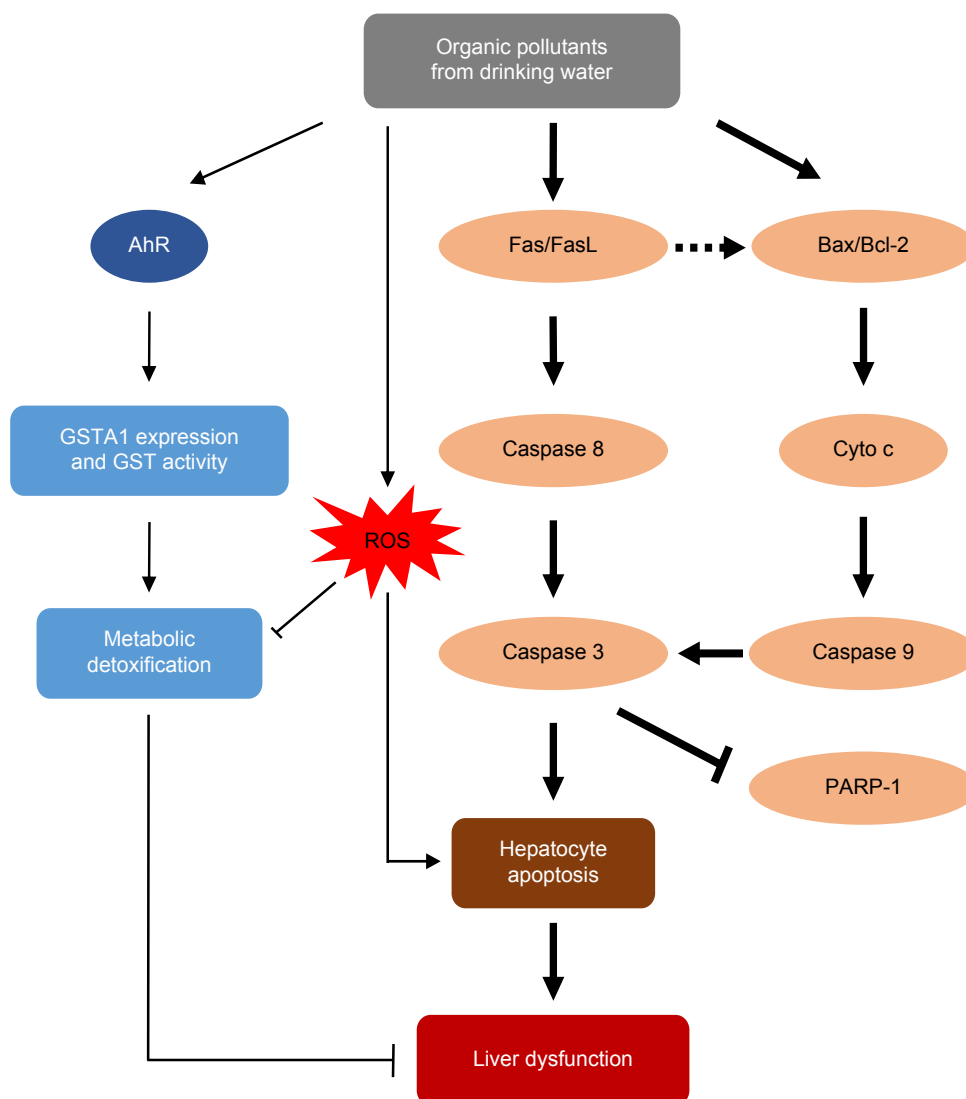 Organic pollutants
from drinking water
AhR
Fas/FasL
Bax/Bcl-2
GSTA1 expression
and GST activity
Caspase 8
Cyto c
ROS
Metabolic
detoxification
Caspase 3
Caspase 9
PARP-1
Hepatocyte
apoptosis
Liver dysfunction